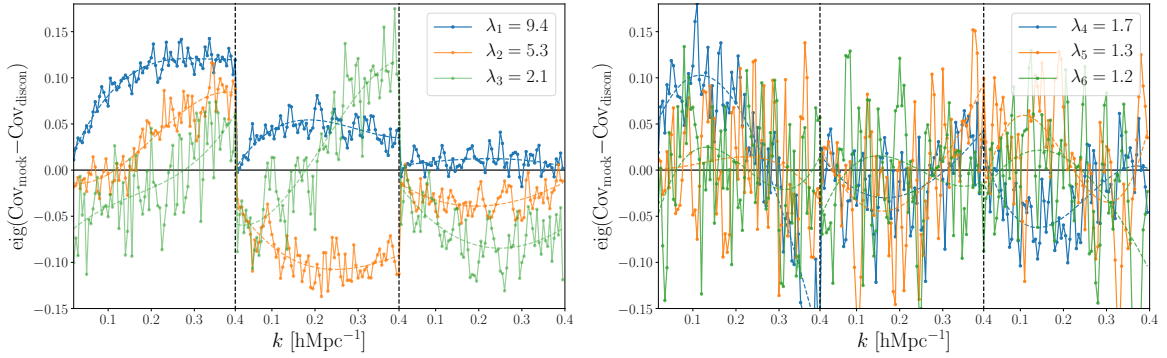 eig(Cov_mock−Cov_discon)
0.15
0.10
0.05
0.00
−0.05
−0.10
−0.15
λ₁ = 9.4
λ₂ = 5.3
λ₃ = 2.1
0.1 0.2 0.3 0.4 0.1 0.2 0.3 0.4 0.1 0.2 0.3 0.4
k [hMpc⁻¹]
eig(Cov_mock−Cov_discon)
0.15
0.10
0.05
0.00
−0.05
−0.10
−0.15
λ₄ = 1.7
λ₅ = 1.3
λ₆ = 1.2
0.1 0.2 0.3 0.4 0.1 0.2 0.3 0.4 0.1 0.2 0.3 0.4
k [hMpc⁻¹]